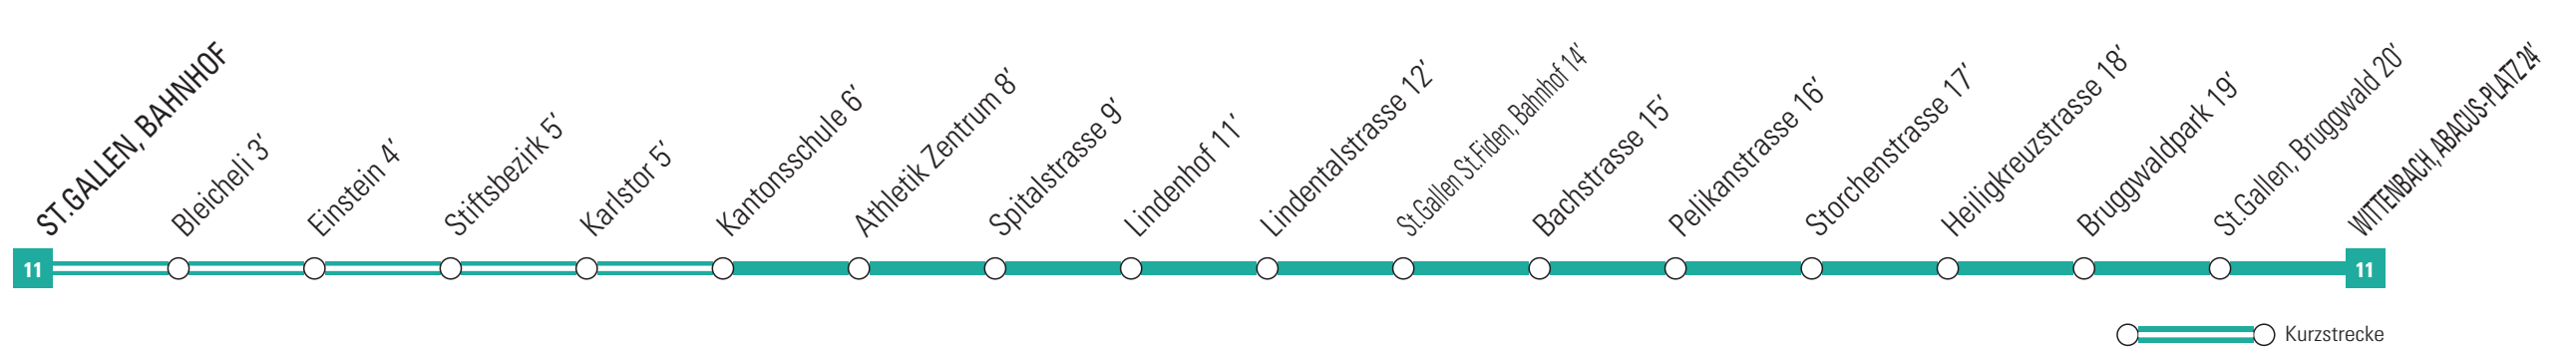 ST.GALLEN, BAHNHOF
Bleicheli 3'
Einstein 4'
Stiftsbezirk 5'
Karlstor 5'
Kantonsschule 6'
Athletik Zentrum 8'
Spitalstrasse 9'
Lindenhof 11'
Lindentalstrasse 12'
St.Gallen St.Fiden, Bahnhof 14'
Bachstrasse 15'
Pelikanstrasse 16'
Storchenstrasse 17'
Heiligkreuzstrasse 18'
Bruggwaldpark 19'
St.Gallen, Bruggwald 20'
WITTENBACH, ABACUS-PLATZ 24'
11
11
Kurzstrecke